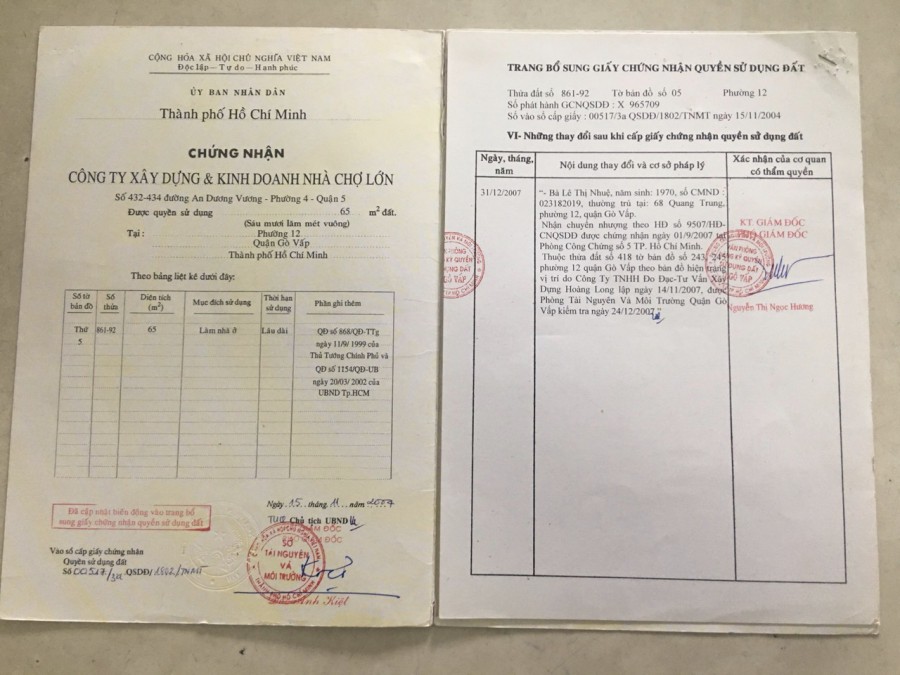 CỘNG HÒA XÃ HỘI CHỦ NGHĨA VIỆT NAM
Độc lập - Tự do - Hạnh phúc
ỦY BAN NHÂN DÂN
Thành phố Hồ Chí Minh
CHỨNG NHẬN
CÔNG TY XÂY DỰNG & KINH DOANH NHÀ CHỢ LỚN
Số 432-434 đường An Dương Vương - Phường 4 - Quận 5
Được quyền sử dụng 65 m² đất.
(Sáu mươi lăm mét vuông)
Tại : Phường 12
Quận Gò Vấp
Thành phố Hồ Chí Minh
Theo bảng liệt kê dưới đây:
Số tờ bản đồ Số thửa Diện tích (m²) Mục đích sử dụng Thời hạn sử dụng Phần ghi thêm
Thứ 5 861-92 65 Làm nhà ở Lâu dài QĐ số 868/QĐ-TTg
ngày 11/9/ 1999 của
Thủ Tướng Chính Phủ và
QĐ số 1154/QĐ-UB
ngày 20/03/ 2002 của
UBND Tp.HCM
Ngày 15 tháng 11 năm 2004
TUQ Chủ tịch UBND
GIÁM ĐỐC
Đã cập nhật biến động vào trang bổ
sung giấy chứng nhận quyền sử dụng đất
Vào sổ cấp giấy chứng nhận
Quyền sử dụng đất
Số 00517/3a QSDĐ/1802/TNMT
SỞ
TÀI NGUYÊN
VÀ
MÔI TRƯỜNG
Kiệt
TRANG BỔ SUNG GIẤY CHỨNG NHẬN QUYỀN SỬ DỤNG ĐẤT
Thửa đất số 861-92 Tờ bản đồ số 05 Phường 12
Số phát hành GCNQSDĐ : X 965709
Số vào sổ cấp giấy : 00517/3a QSDĐ/1802/TNMT ngày 15/11/2004
VI- Những thay đổi sau khi cấp giấy chứng nhận quyền sử dụng đất
Ngày, tháng, năm Nội dung thay đổi và cơ sở pháp lý Xác nhận của cơ quan có thẩm quyền
31/12/2007 "- Bà Lê Thị Nhuệ, năm sinh: 1970, số CMND :
023182019, thường trú tại: 68 Quang Trung,
phường 12, quận Gò Vấp.
Nhận chuyển nhượng theo HĐ số 9507/HĐ-
CNQSDĐ được chứng nhận ngày 01/9/2007 tại
Phòng Công Chứng số 5 TP. Hồ Chí Minh.
Thuộc thửa đất số 418 tờ bản đồ số 243, 245
phường 12 quận Gò Vấp theo bản đồ hiện trạng
vị trí do Công Ty TNHH Đo Đạc-Tư Vấn Xây
Dựng Hoàng Long lập ngày 14/11/2007, được
Phòng Tài Nguyên Và Môi Trường Quận Gò
Vấp kiểm tra ngày 24/12/2007."
KT. GIÁM ĐỐC
GIÁM ĐỐC
Nguyễn Thị Ngọc Hương